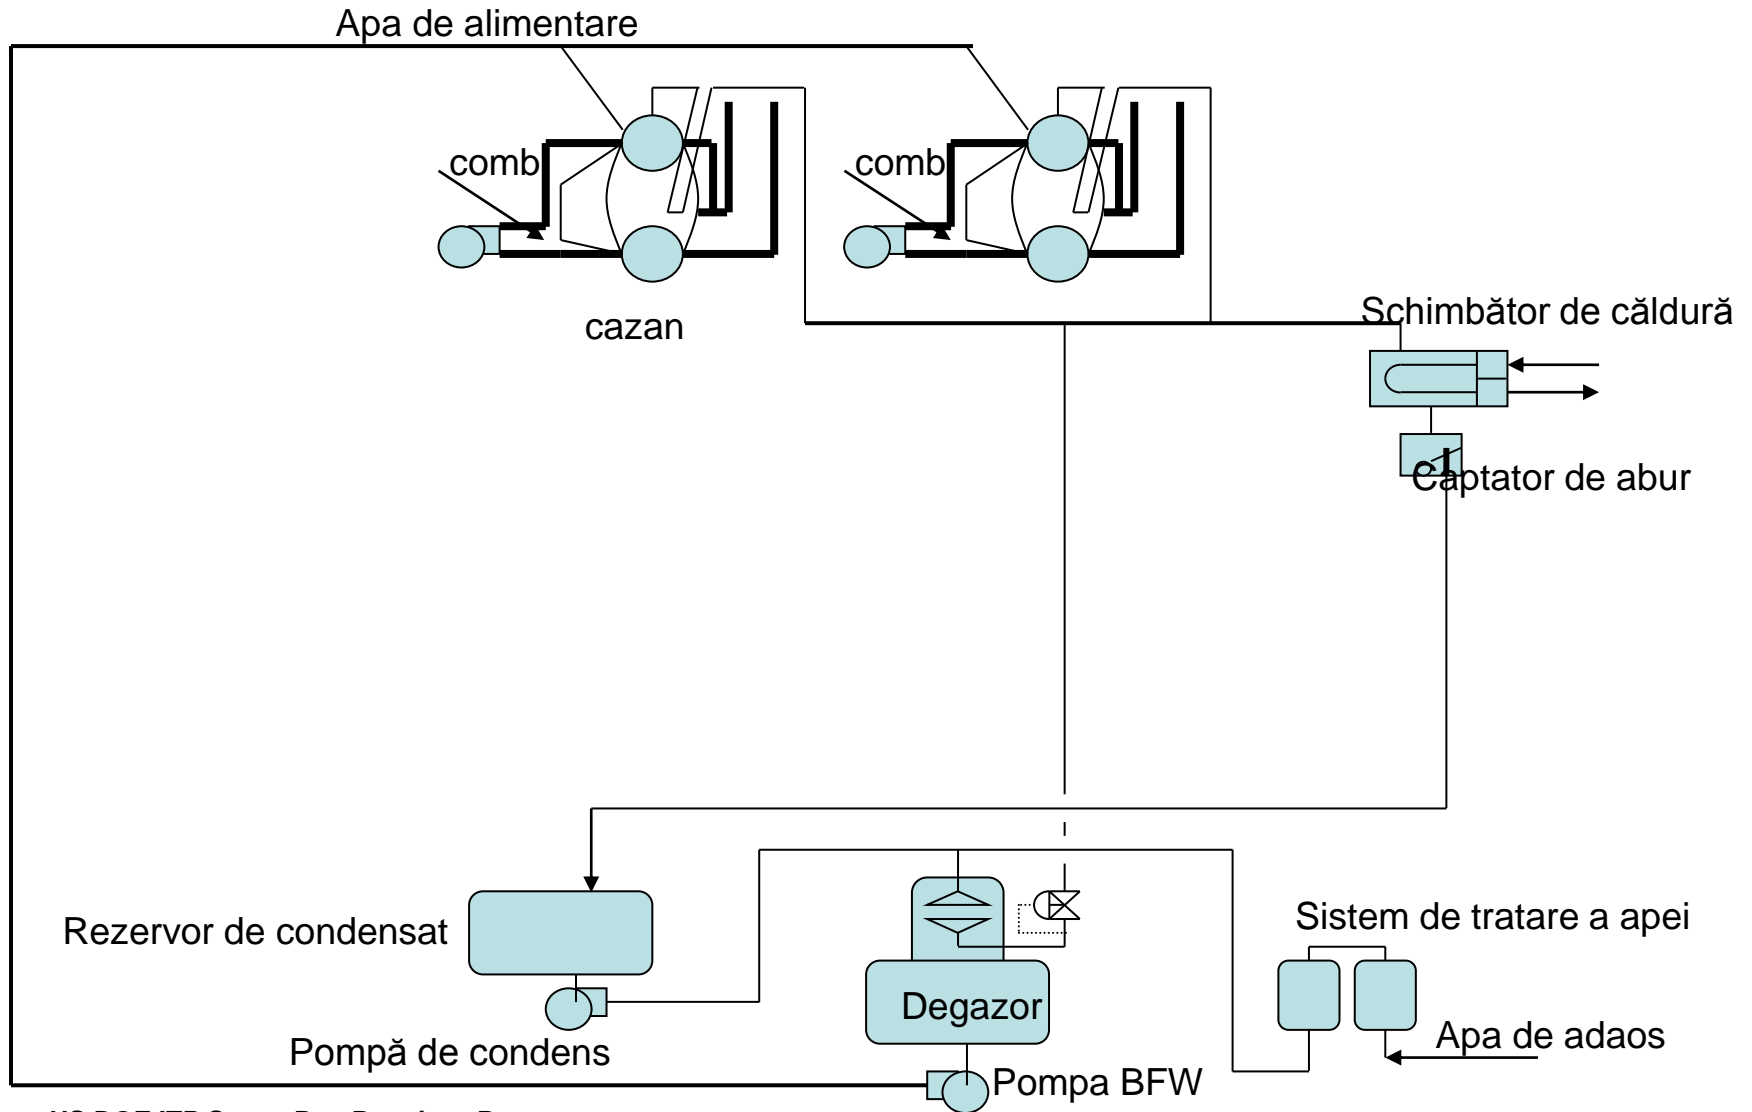 Apa de alimentare
comb
comb
cazan
Schimbător de căldură
Captator de abur
Rezervor de condensat
Sistem de tratare a apei
Degazor
Apa de adaos
Pompă de condens
Pompa BFW